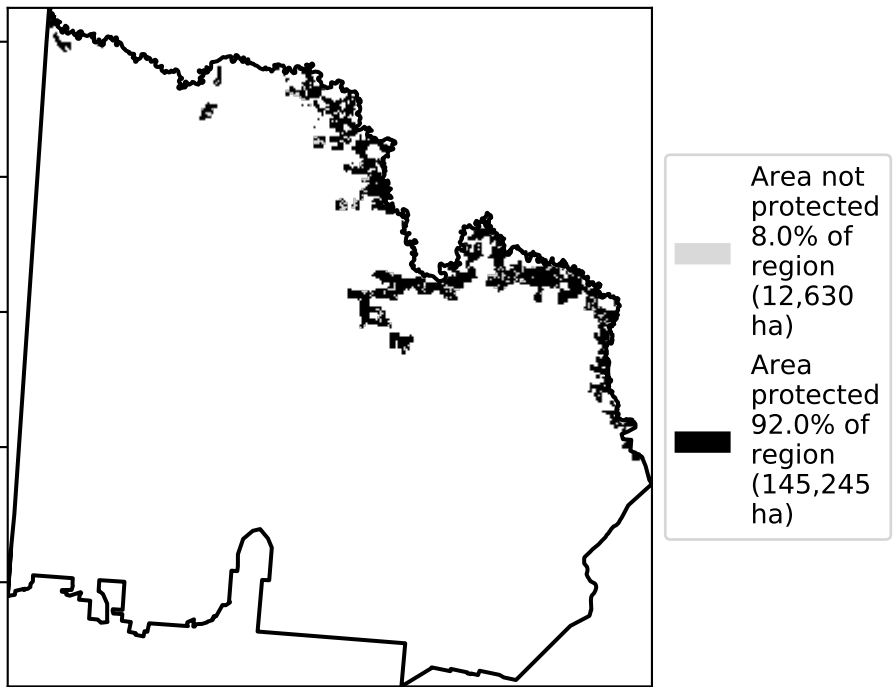 Area not
protected
8.0% of
region
(12,630
ha)
Area
protected
92.0% of
region
(145,245
ha)